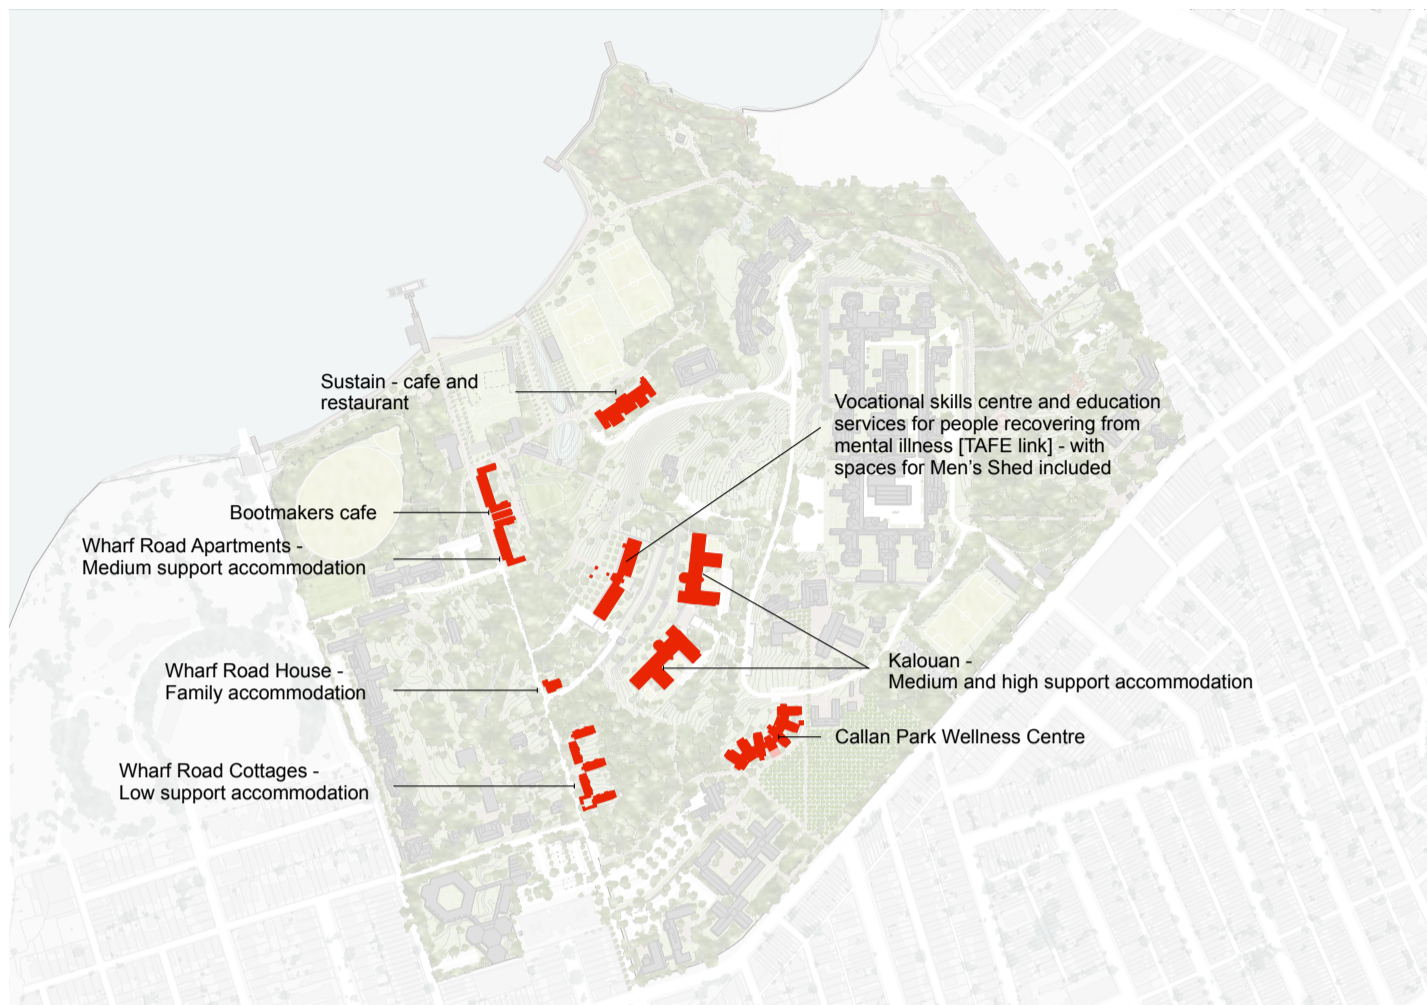 Sustain - cafe and
restaurant
Vocational skills centre and education
services for people recovering from
mental illness [TAFE link] - with
spaces for Men's Shed included
Bootmakers cafe
Wharf Road Apartments -
Medium support accommodation
Wharf Road House -
Family accommodation
Kalouan -
Medium and high support accommodation
Callan Park Wellness Centre
Wharf Road Cottages -
Low support accommodation